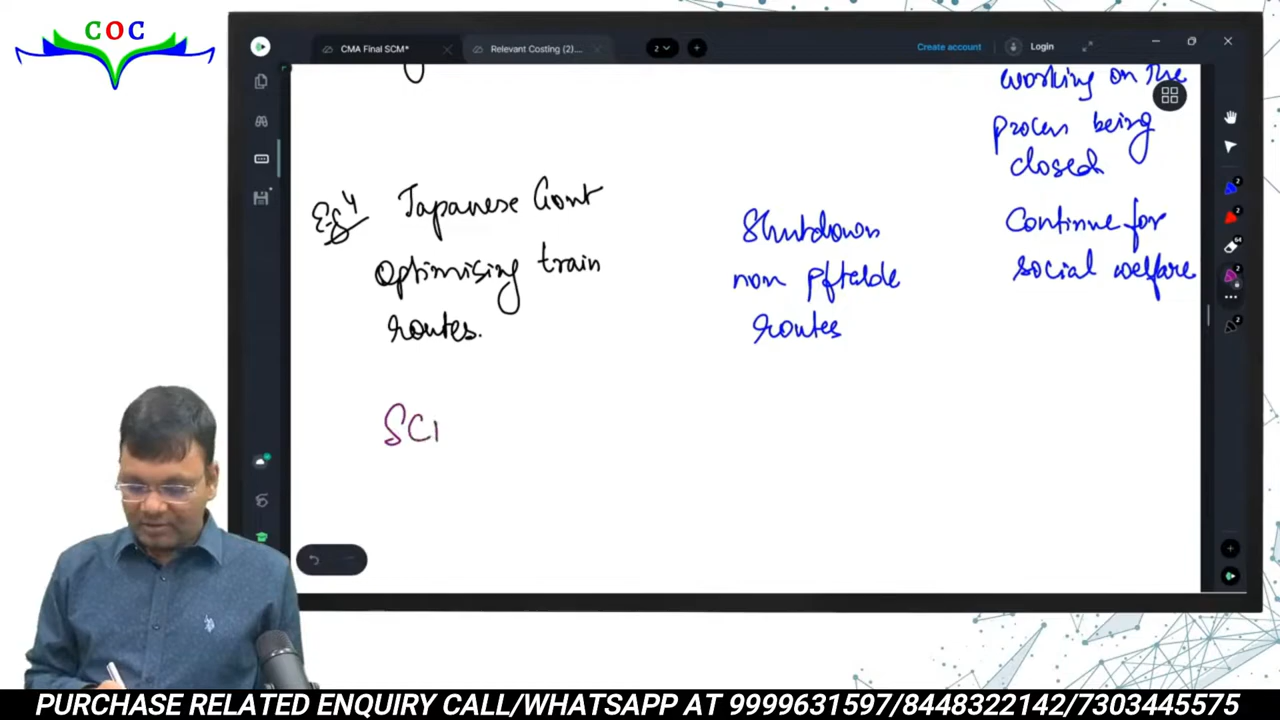 COC
CMA Final SCM*
Relevant Costing (2)....
2
Create account
Login
working on the
process being
closed
Eg 4
Japanese Govt
Optimising train
routes.
Shutdown
non pftable
routes
Continue for
social welfare
SCI
PURCHASE RELATED ENQUIRY CALL/WHATSAPP AT 9999631597/8448322142/7303445575